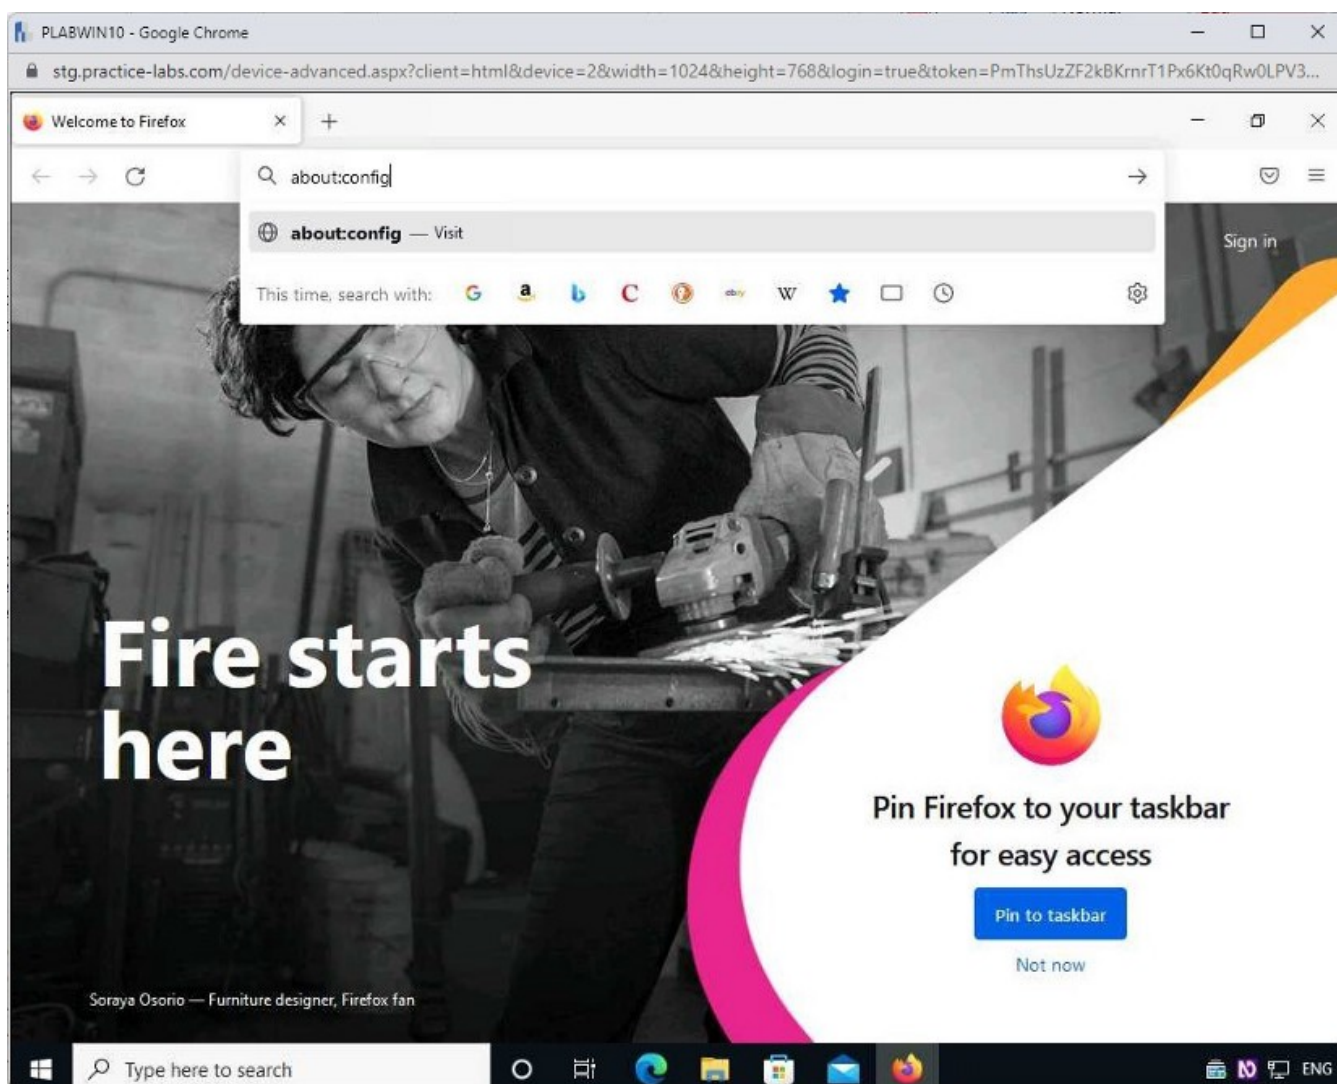 PLABWIN10 - Google Chrome
stg.practice-labs.com/device-advanced.aspx?client=html&device=2&width=1024&height=768&login=true&token=PmThsUzZF2kBKrnrT1Px6Kt0qRw0LPV3...
Welcome to Firefox
about:config
about:config — Visit
Sign in
This time, search with:
a
b
C
ebay
W
Fire starts
here
Pin Firefox to your taskbar
for easy access
Pin to taskbar
Not now
Soraya Osorio — Furniture designer, Firefox fan
Type here to search
ENG